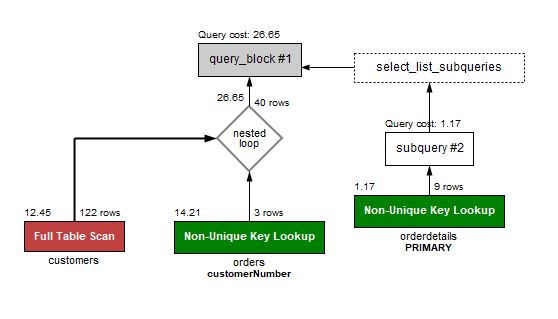 Query cost: 26.65
query_block #1
select_list_subqueries
26.65 40 rows
nested
loop
Query cost: 1.17
subquery #2
1.17 9 rows
Non-Unique Key Lookup
orderdetails
PRIMARY
12.45 122 rows
Full Table Scan
customers
14.21 3 rows
Non-Unique Key Lookup
orders
customerNumber